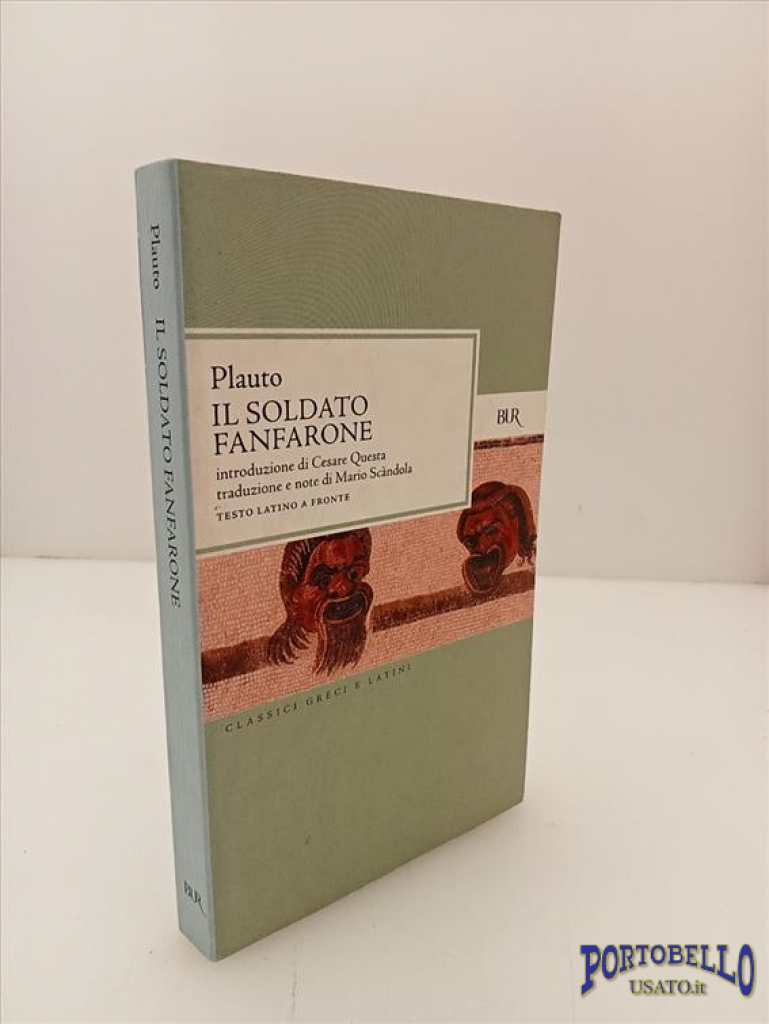 Plauto IL SOLDATO FANFARONE
BUR
Plauto
IL SOLDATO
FANFARONE
introduzione di Cesare Questa
traduzione e note di Mario Scàndola
TESTO LATINO A FRONTE
BUR
CLASSICI GRECI E LATINI
PORTOBELLO
USATO.it